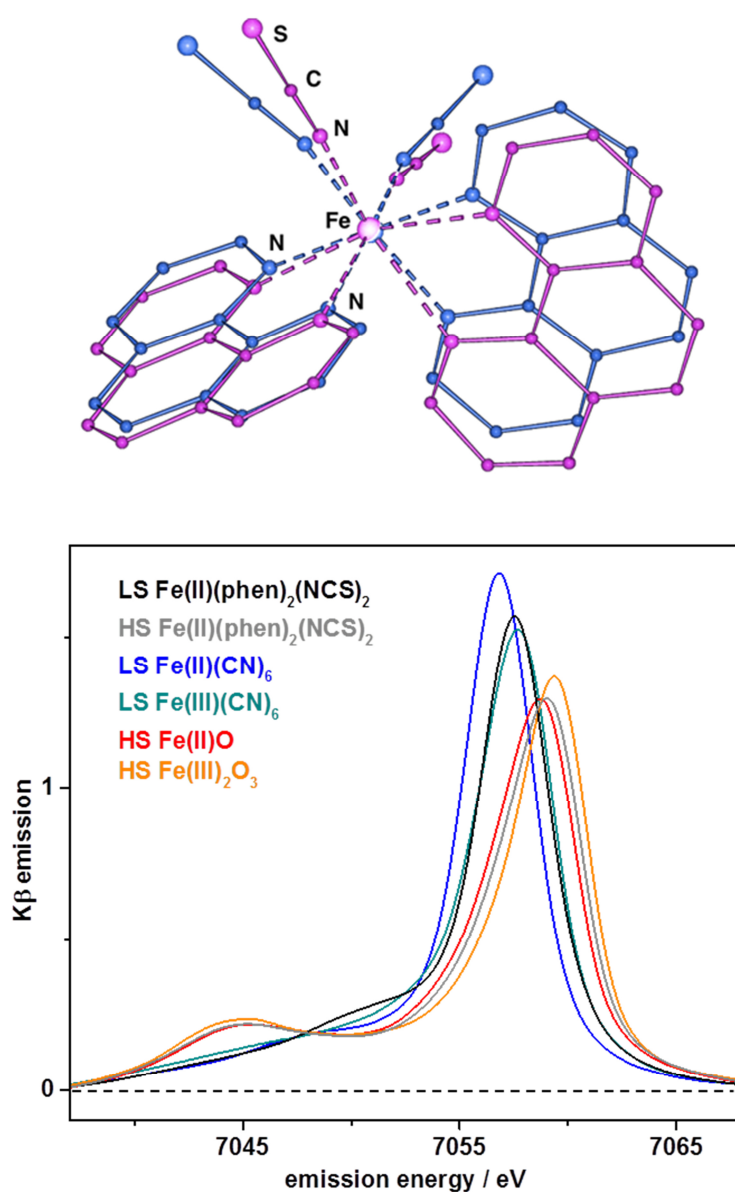 S
C
N
Fe
N
N
LS Fe(II)(phen)₂(NCS)₂
HS Fe(II)(phen)₂(NCS)₂
LS Fe(II)(CN)₆
LS Fe(III)(CN)₆
HS Fe(II)O
HS Fe(III)₂O₃
1
0
Kβ emission
7045
7055
7065
emission energy / eV